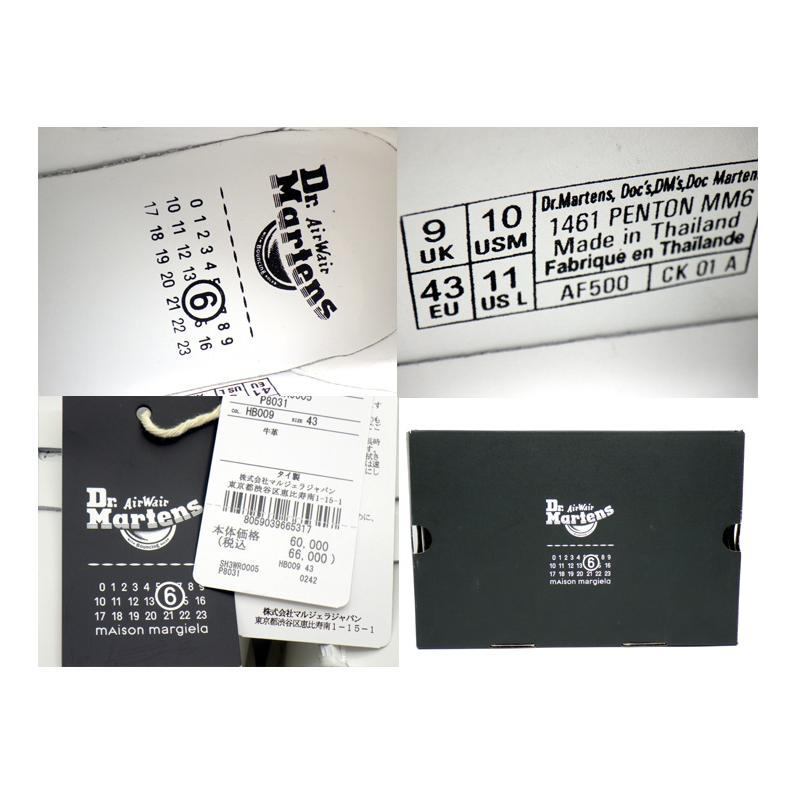 Dr.
AirWair
Martens
0 1 2 3 4 5 6 7 8 9
10 11 12 13 6 16
17 18 19 20 21 22 23
41
EU
US L
9
UK
10
USM
43
EU
11
US L
Dr.Martens, Doc's,DM's,Doc Marten
1461 PENTON MM6
Made in Thailand
Fabrique en Thaïlande
AF500
CK 01 A
Dr.
AirWair
Martens
Bouncing
0 1 2 3 4 5 7 8 9
10 11 12 13 6 16
17 18 19 20 21 22 23
mAison margiela
P8031
COL. HB009 SIZE 43
牛革
タイ製
株式会社マルジェラジャパン
東京都渋谷区恵比寿南1-15-1
8059039665317
本体価格 60,000
(税込 66,000)
SH3WR0005 HB009 43
P8031 0242
株式会社マルジェラジャパン
東京都渋谷区恵比寿南1-15-1
Dr.
AirWair
Martens
0 1 2 3 4 5 7 8 9
10 11 12 13 6 16
17 18 19 20 21 22 23
mAison margiela